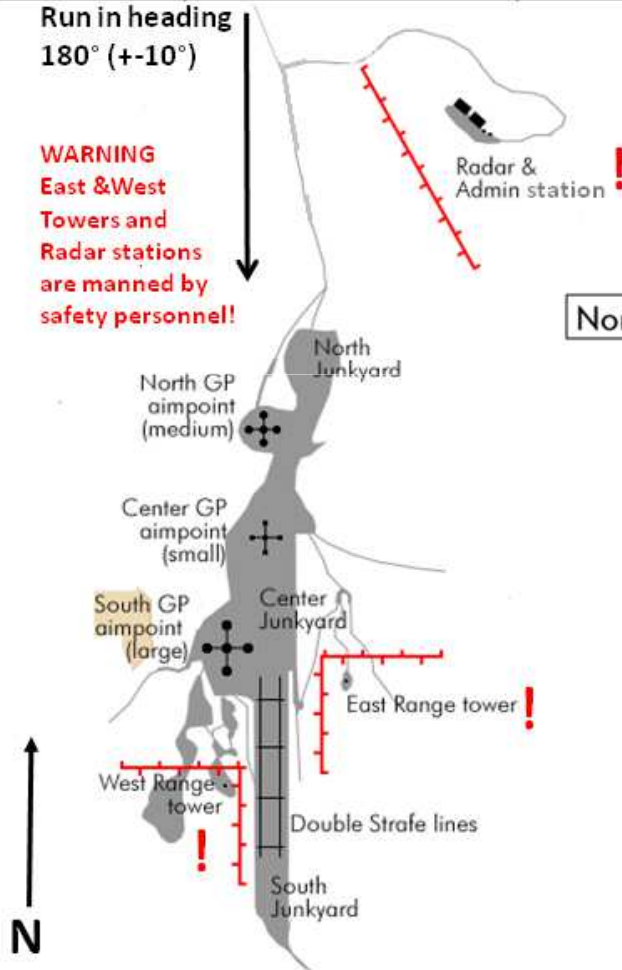 Run in heading
180° (+-10°)
WARNING
East &West
Towers and
Radar stations
are manned by
safety personnel!
Radar &
Admin station !
North
Junkyard
North GP
aimpoint
(medium)
Center GP
aimpoint
(small)
South GP
aimpoint
(large)
Center
Junkyard
East Range tower !
West Range
tower
!
Double Strafe lines
South
Junkyard
N